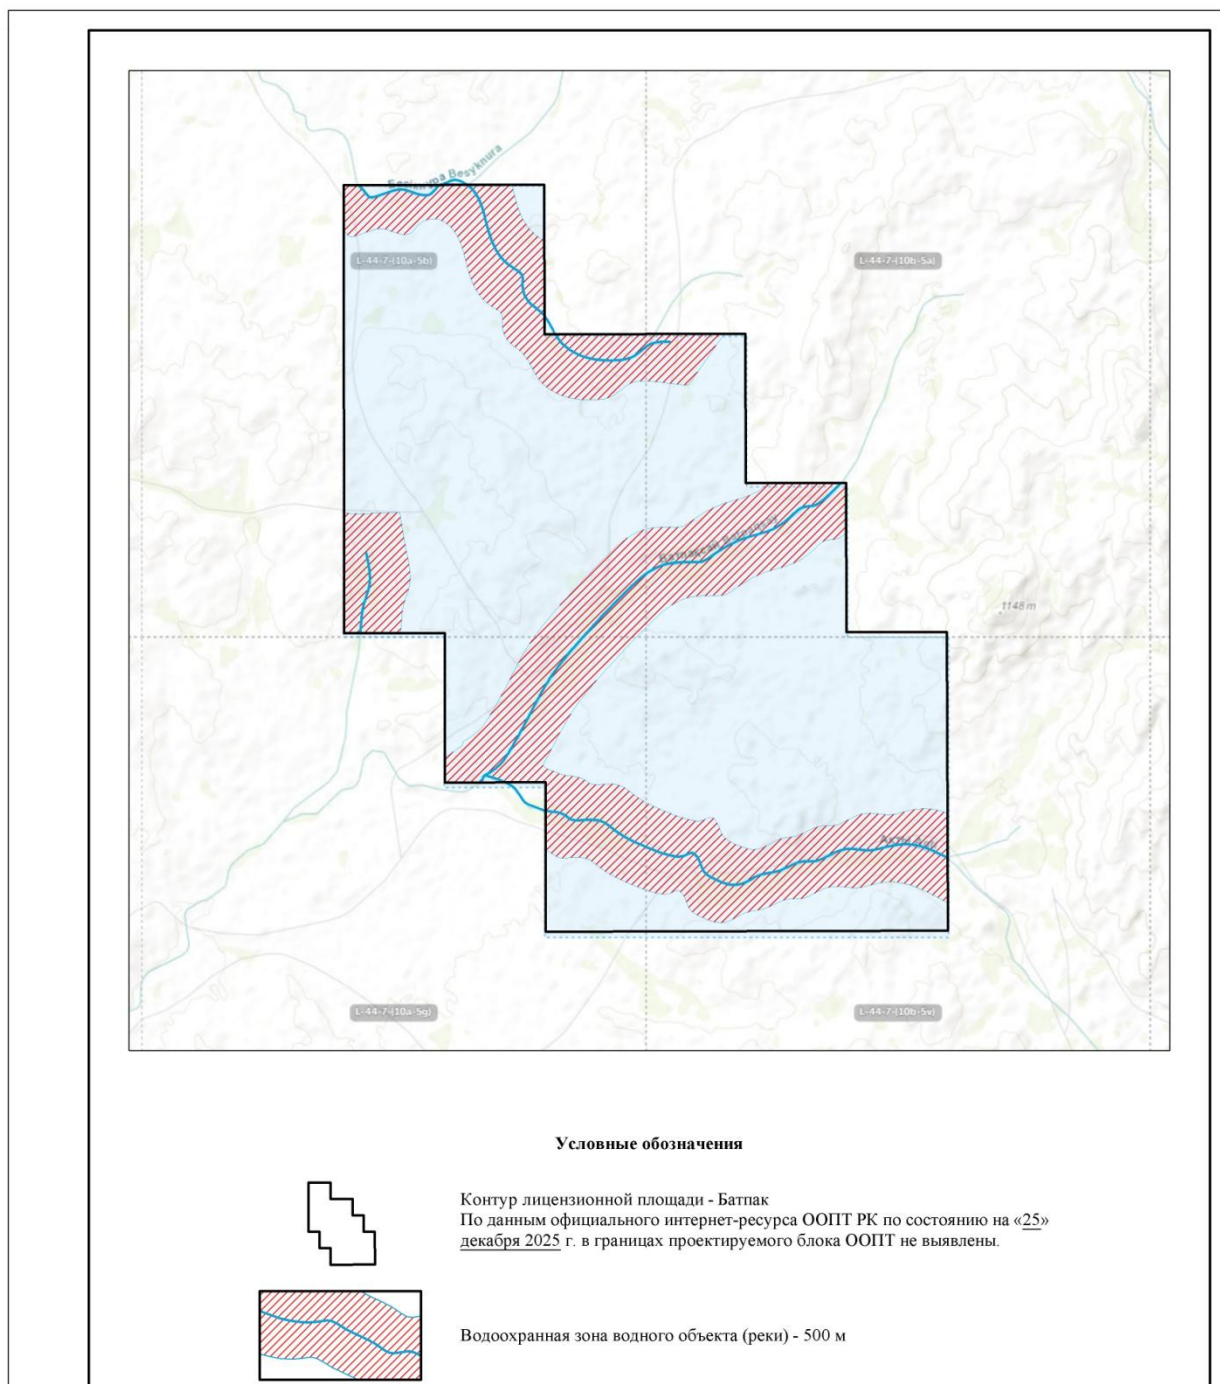 Besyknura
L-44-7-(10a-5b)
L-44-7-(10b-5a)
1148 m
L-44-7-(10a-5g)
L-44-7-(10b-5v)
Условные обозначения
Контур лицензионной площади - Батпак
По данным официального интернет-ресурса ООПТ РК по состоянию на «25»
декабря 2025 г. в границах проектируемого блока ООПТ не выявлены.
Водоохранная зона водного объекта (реки) - 500 м